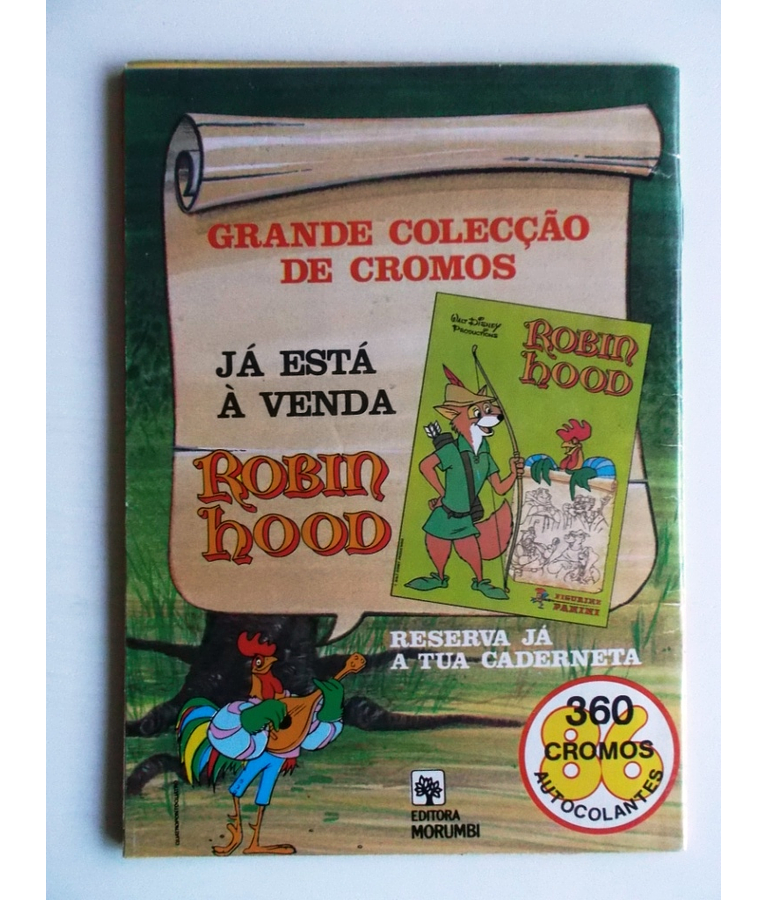 GRANDE COLECÇÃO
DE CROMOS
JÁ ESTÁ
À VENDA
ROBIN
HOOD
WALT DISNEY
PRODUCTIONS
ROBIN
HOOD
FIGURINE
PANINI
RESERVA JÁ
A TUA CADERNETA
86
360
CROMOS
AUTOCOLANTES
EDITORA
MORUMBI